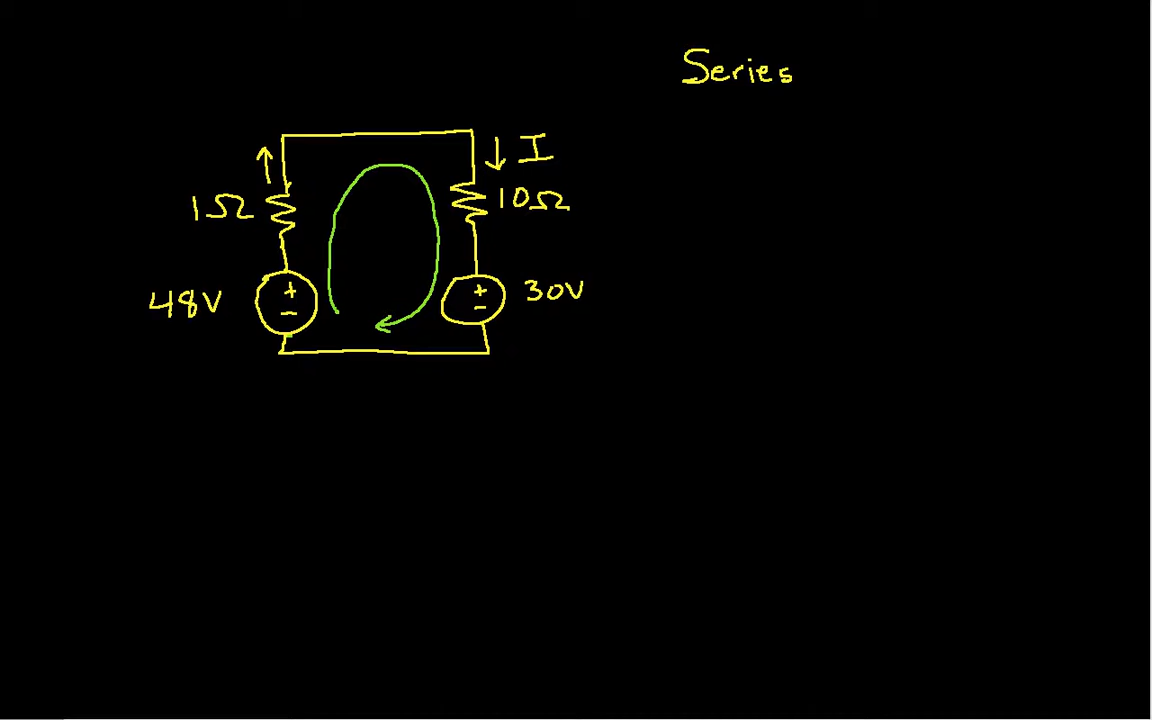 Series
I
1Ω
10Ω
48V
+
-
+
-
30V